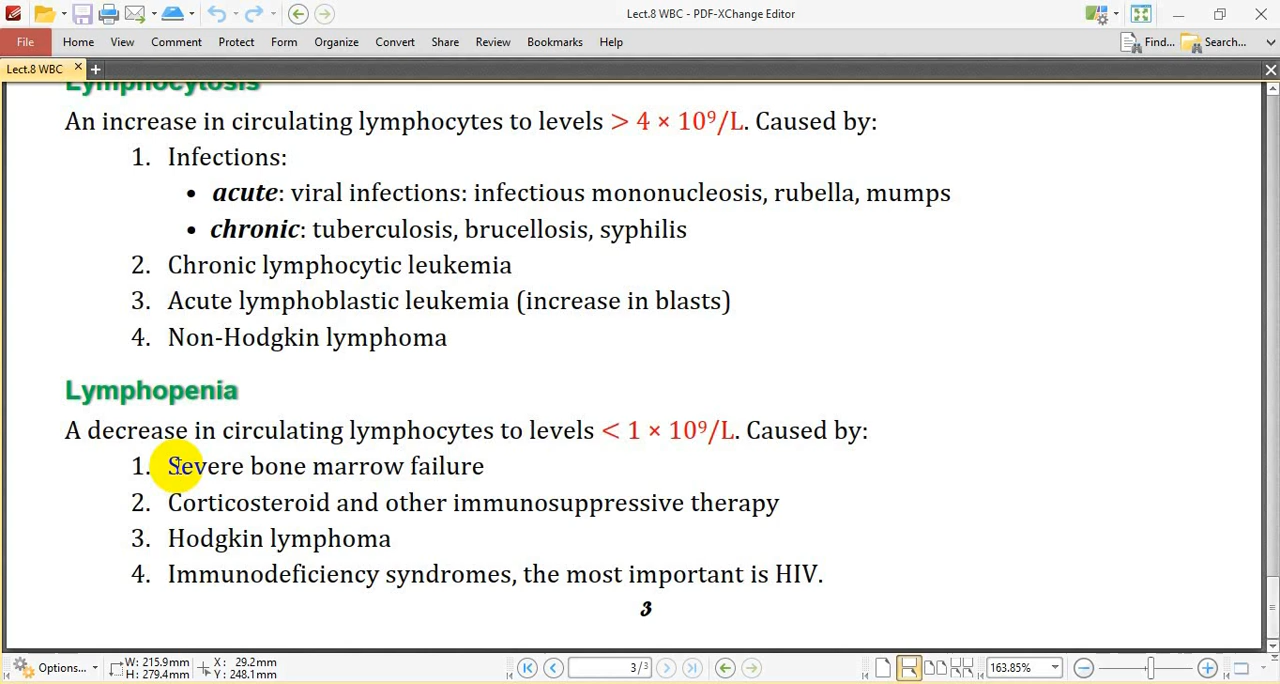 Lect.8 WBC - PDF-XChange Editor
File Home View Comment Protect Form Organize Convert Share Review Bookmarks Help Find... Search...
Lect.8 WBC
Lymphocytosis
An increase in circulating lymphocytes to levels > 4 × 10⁹/L. Caused by:
1. Infections:
• acute: viral infections: infectious mononucleosis, rubella, mumps
• chronic: tuberculosis, brucellosis, syphilis
2. Chronic lymphocytic leukemia
3. Acute lymphoblastic leukemia (increase in blasts)
4. Non-Hodgkin lymphoma
Lymphopenia
A decrease in circulating lymphocytes to levels < 1 × 10⁹/L. Caused by:
1. Severe bone marrow failure
2. Corticosteroid and other immunosuppressive therapy
3. Hodgkin lymphoma
4. Immunodeficiency syndromes, the most important is HIV.
3
Options... W: 215.9mm X: 29.2mm 3/3 163.85%
H: 279.4mm Y: 248.1mm